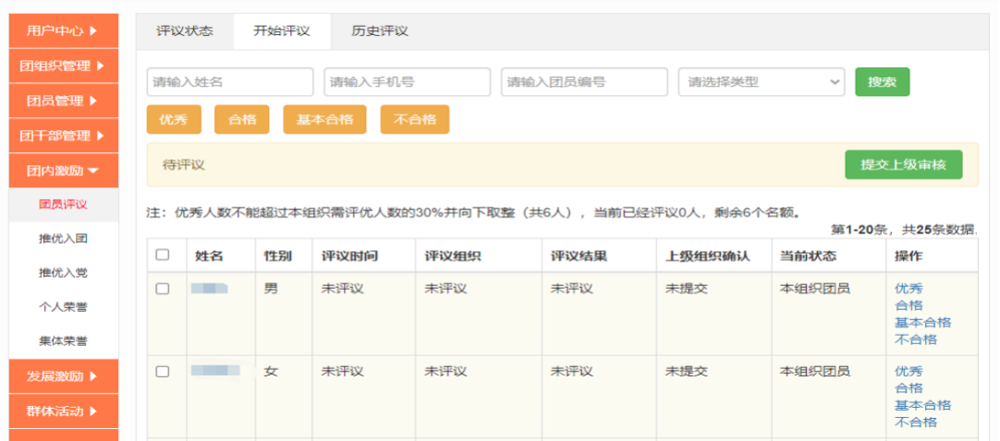 用户中心
团组织管理
团员管理
团干部管理
团内激励
团员评议
推优入团
推优入党
个人荣誉
集体荣誉
发展激励
群体活动
评议状态 开始评议 历史评议
请输入姓名 请输入手机号 请输入团员编号 请选择类型 搜索
优秀 合格 基本合格 不合格
待评议 提交上级审核
注：优秀人数不能超过本组织需评优人数的30%并向下取整（共6人），当前已经评议0人，剩余6个名额。
第1-20条，共25条数据.
姓名 性别 评议时间 评议组织 评议结果 上级组织确认 当前状态 操作
男 未评议 未评议 未评议 未提交 本组织团员 优秀
合格
基本合格
不合格
女 未评议 未评议 未评议 未提交 本组织团员 优秀
合格
基本合格
不合格